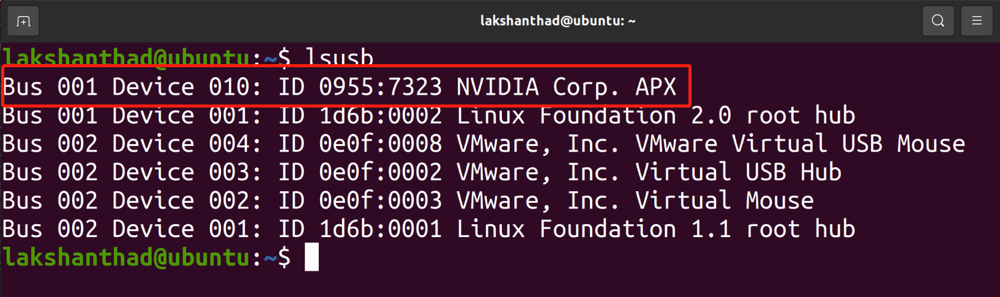 lakshanthad@ubuntu: ~
lakshanthad@ubuntu:~$ lsusb
Bus 001 Device 010: ID 0955:7323 NVIDIA Corp. APX
Bus 001 Device 001: ID 1d6b:0002 Linux Foundation 2.0 root hub
Bus 002 Device 004: ID 0e0f:0008 VMware, Inc. VMware Virtual USB Mouse
Bus 002 Device 003: ID 0e0f:0002 VMware, Inc. Virtual USB Hub
Bus 002 Device 002: ID 0e0f:0003 VMware, Inc. Virtual Mouse
Bus 002 Device 001: ID 1d6b:0001 Linux Foundation 1.1 root hub
lakshanthad@ubuntu:~$